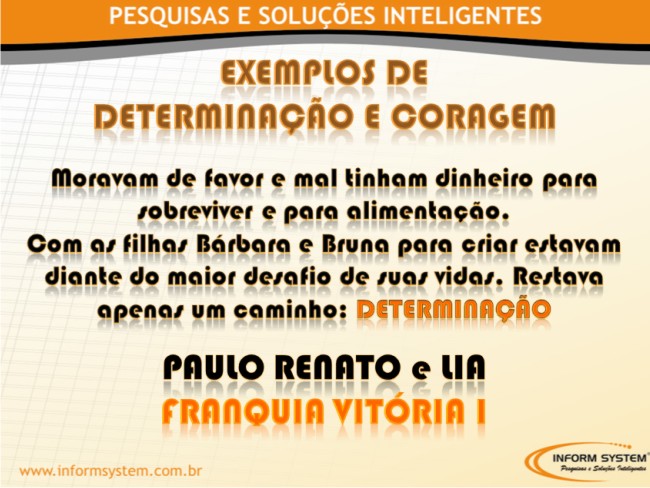 PESQUISAS E SOLUÇÕES INTELIGENTES
EXEMPLOS DE
DETERMINAÇÃO E CORAGEM
Moravam de favor e mal tinham dinheiro para
sobreviver e para alimentação.
Com as filhas Bárbara e Bruna para criar estavam
diante do maior desafio de suas vidas. Restava
apenas um caminho: DETERMINAÇÃO
PAULO RENATO e LIA
FRANQUIA VITÓRIA I
INFORM SYSTEM
Pesquisas e Soluções Inteligentes
www.informsystem.com.br